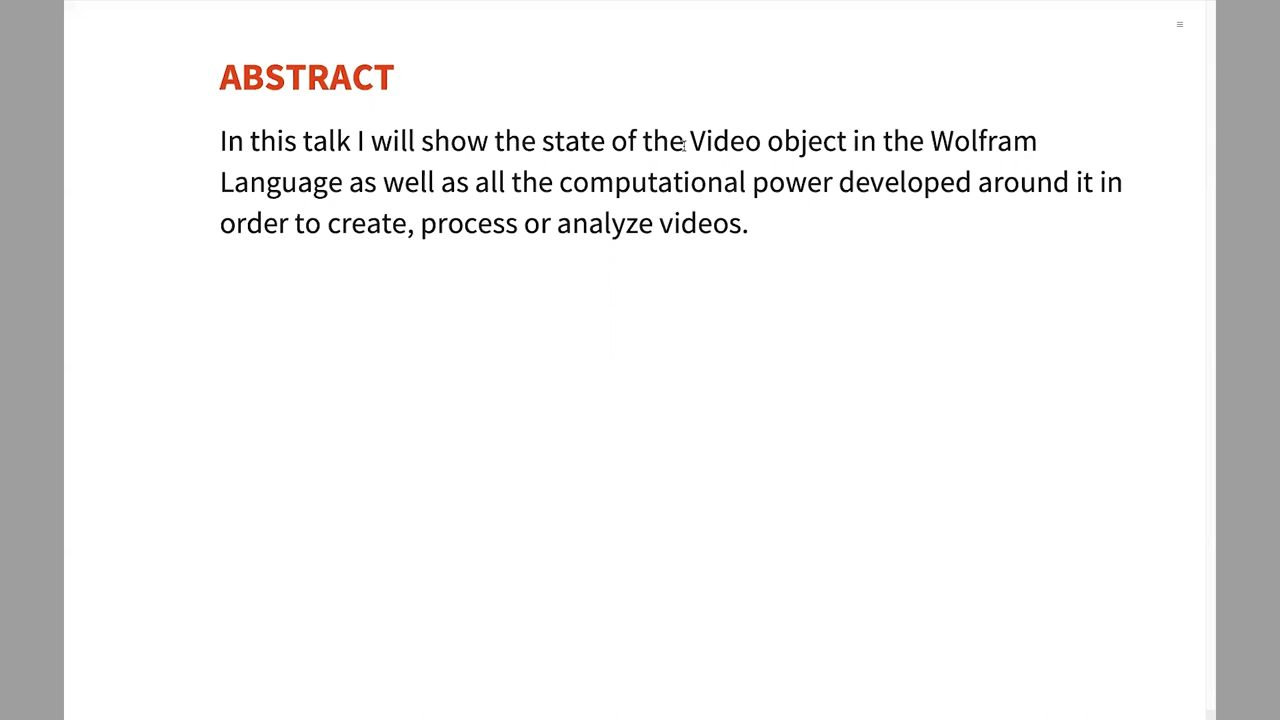 ABSTRACT
In this talk I will show the state of the Video object in the Wolfram
Language as well as all the computational power developed around it in
order to create, process or analyze videos.